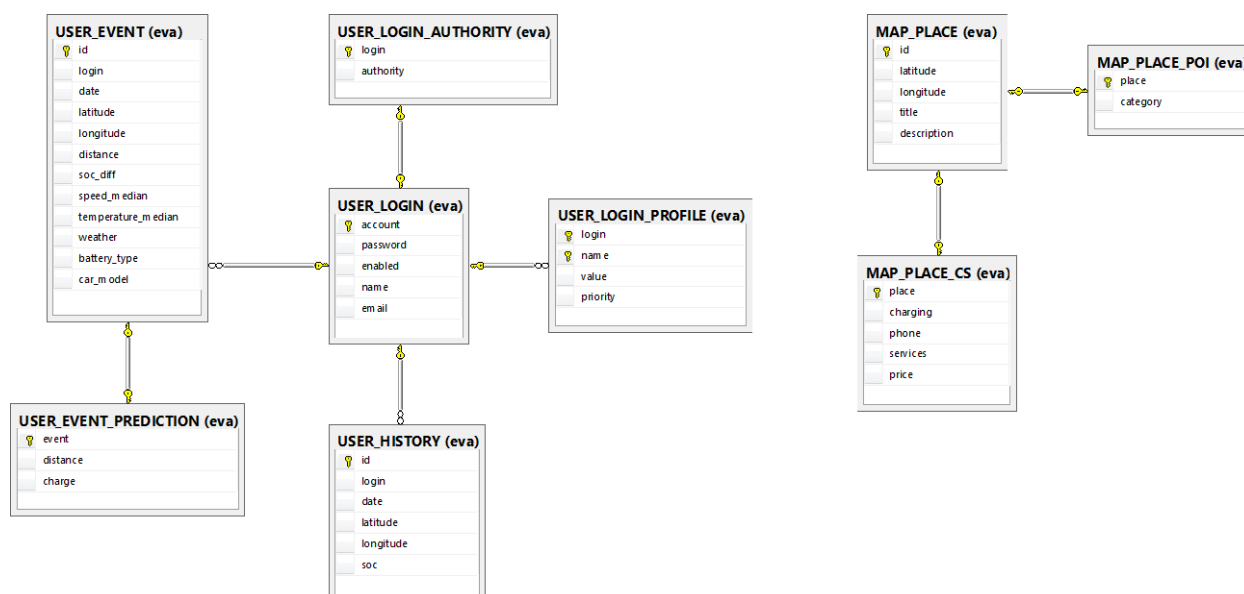 USER_EVENT (eva)
id
login
date
latitude
longitude
distance
soc_diff
speed_median
temperature_median
weather
battery_type
car_model
USER_LOGIN_AUTHORITY (eva)
login
authority
USER_LOGIN (eva)
account
password
enabled
name
email
USER_LOGIN_PROFILE (eva)
login
name
value
priority
USER_EVENT_PREDICTION (eva)
event
distance
charge
USER_HISTORY (eva)
id
login
date
latitude
longitude
soc
MAP_PLACE (eva)
id
latitude
longitude
title
description
MAP_PLACE_POI (eva)
place
category
MAP_PLACE_CS (eva)
place
charging
phone
services
price